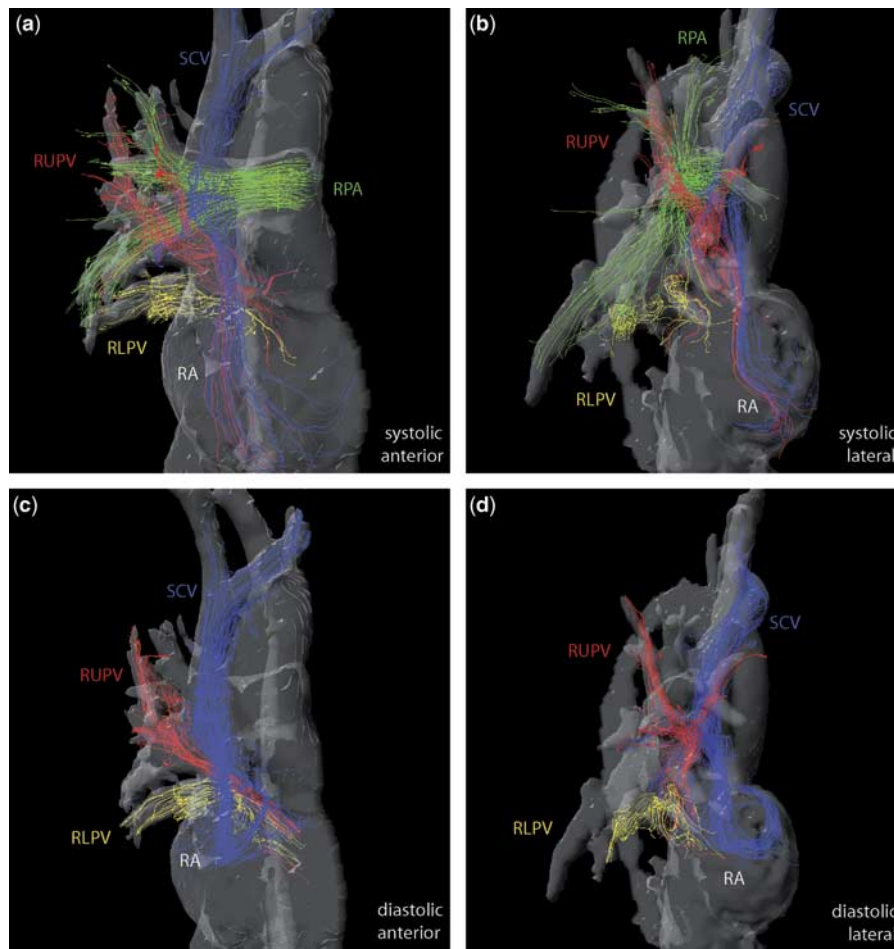 (a)
SCV
RUPV
RPA
RLPV
RA
systolic
anterior
(b)
RPA
SCV
RUPV
RLPV
RA
systolic
lateral
(c)
SCV
RUPV
RLPV
RA
diastolic
anterior
(d)
SCV
RUPV
RLPV
RA
diastolic
lateral